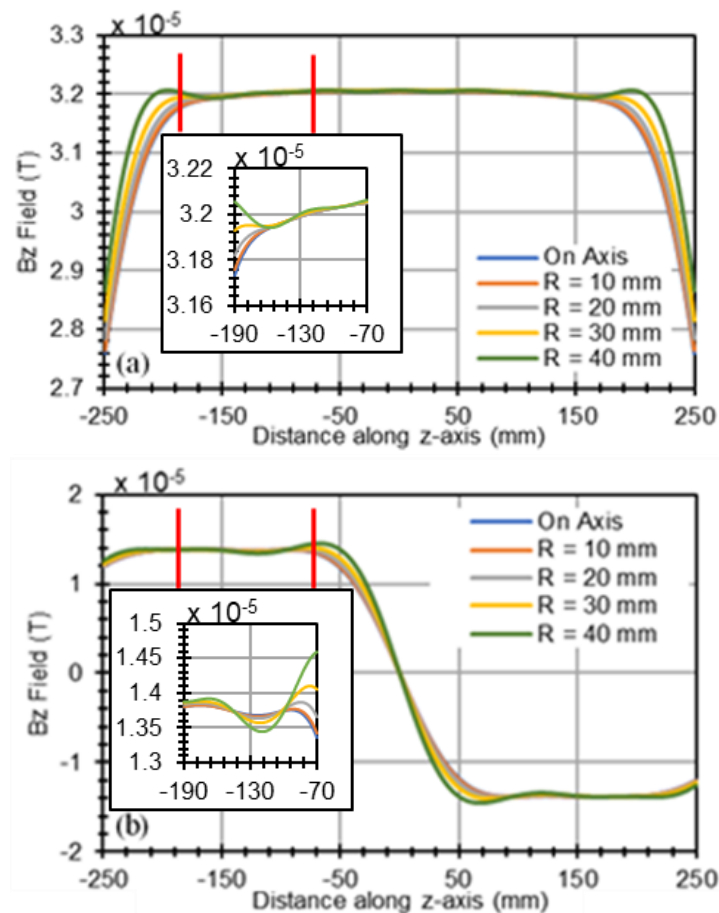 x 10-5
3.3
3.2
3.1
3
2.9
2.8
2.7
Bz Field (T)
x 10-5
3.22
3.2
3.18
3.16
-190 -130 -70
On Axis
R = 10 mm
R = 20 mm
R = 30 mm
R = 40 mm
(a)
-250 -150 -50 50 150 250
Distance along z-axis (mm)
x 10-5
2
1
0
-1
-2
Bz Field (T)
On Axis
R = 10 mm
R = 20 mm
R = 30 mm
R = 40 mm
x 10-5
1.5
1.45
1.4
1.35
1.3
-190 -130 -70
(b)
-250 -150 -50 50 150 250
Distance along z-axis (mm)